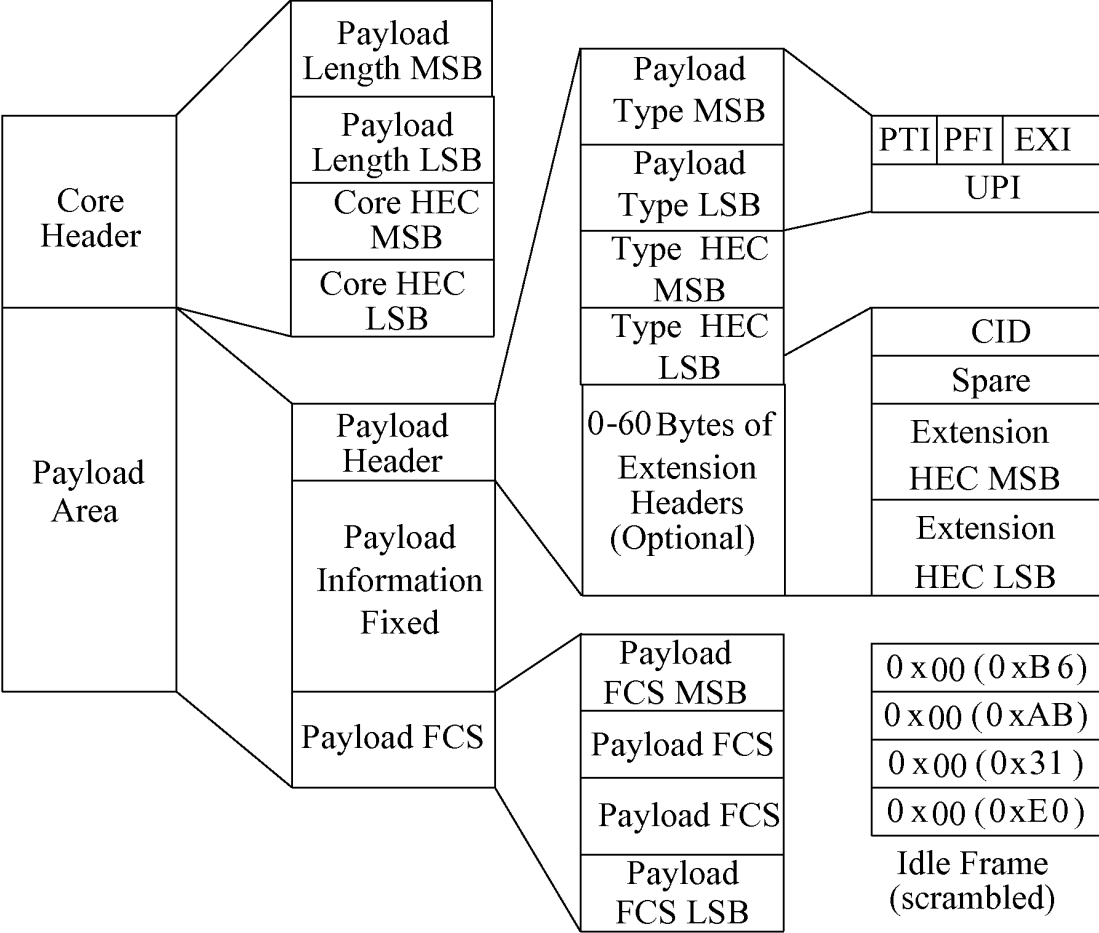 Core
Header
Payload
Area
Payload
Length MSB
Payload
Length LSB
Core HEC
MSB
Core HEC
LSB
Payload
Header
Payload
Information
Fixed
Payload FCS
Payload
Type MSB
Payload
Type LSB
Type HEC
MSB
Type HEC
LSB
0-60 Bytes of
Extension
Headers
(Optional)
Payload
FCS MSB
Payload FCS
Payload FCS
Payload
FCS LSB
PTI PFI EXI
UPI
CID
Spare
Extension
HEC MSB
Extension
HEC LSB
0x00 (0xB6)
0x00 (0xAB)
0x00 (0x31)
0x00 (0xE0)
Idle Frame
(scrambled)